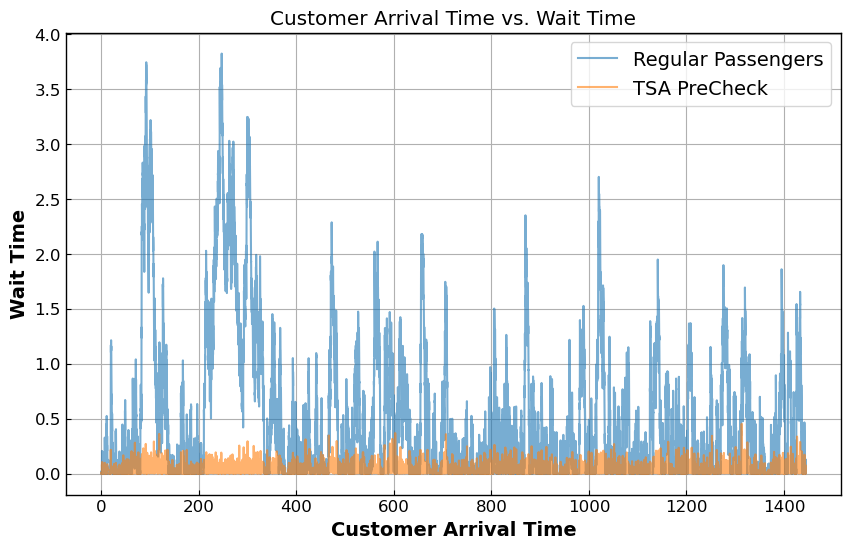 Customer Arrival Time vs. Wait Time
4.0
3.5
3.0
2.5
2.0
1.5
1.0
0.5
0.0
Wait Time
Regular Passengers
TSA PreCheck
0 200 400 600 800 1000 1200 1400
Customer Arrival Time